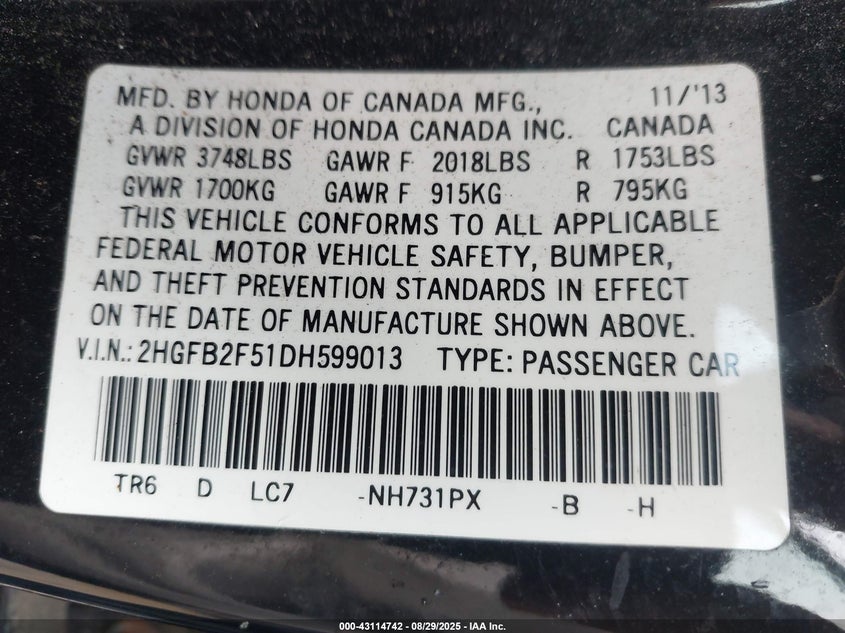 MFD. BY HONDA OF CANADA MFG., 11/'13
A DIVISION OF HONDA CANADA INC. CANADA
GVWR 3748LBS GAWR F 2018LBS R 1753LBS
GVWR 1700KG GAWR F 915KG R 795KG
THIS VEHICLE CONFORMS TO ALL APPLICABLE
FEDERAL MOTOR VEHICLE SAFETY, BUMPER,
AND THEFT PREVENTION STANDARDS IN EFFECT
ON THE DATE OF MANUFACTURE SHOWN ABOVE.
V.I.N.: 2HGFB2F51DH599013 TYPE: PASSENGER CAR
TR6 D LC7 -NH731PX -B -H
000-43114742 - 08/29/2025 - IAA Inc.